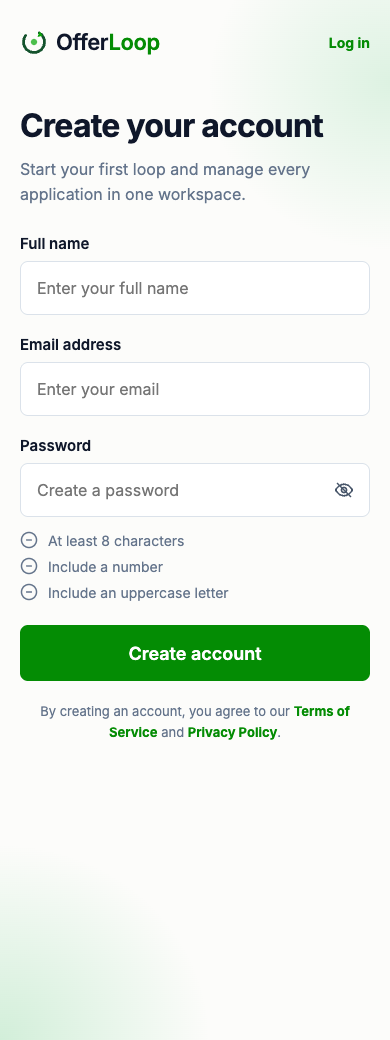 OfferLoop
Log in
Create your account
Start your first loop and manage every
application in one workspace.
Full name
Enter your full name
Email address
Enter your email
Password
Create a password
At least 8 characters
Include a number
Include an uppercase letter
Create account
By creating an account, you agree to our Terms of
Service and Privacy Policy.